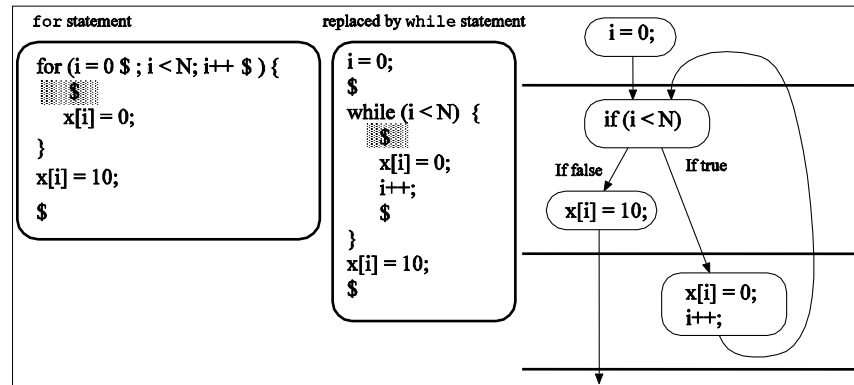 for statement
for (i = 0 $ ; i < N; i++ $ ) {
$
x[i] = 0;
}
x[i] = 10;
$
replaced by while statement
i = 0;
$
while (i < N) {
$
x[i] = 0;
i++;
$
}
x[i] = 10;
$
i = 0;
if (i < N)
If false
If true
x[i] = 10;
x[i] = 0;
i++;